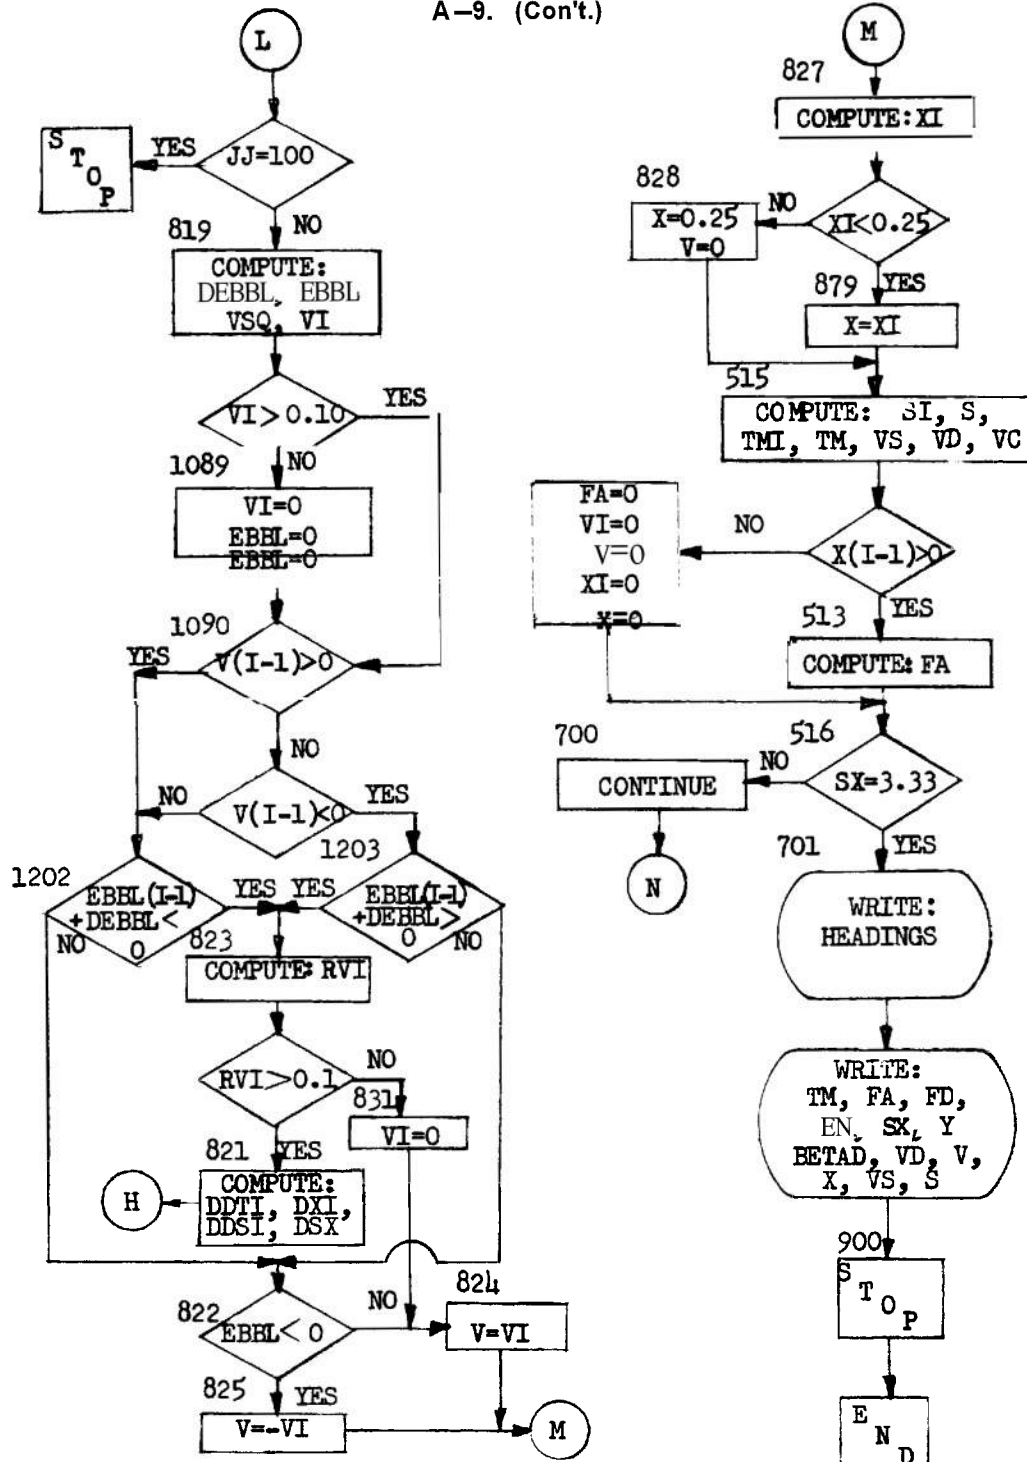 A-9. (Con't.)
L
JJ=100
YES
STOP
NO
819
COMPUTE:
DEBBL, EBBL
VSQ, VI
VI>0.10
YES
NO
1089
VI=0
EBBL=0
EBBL=0
1090
V(I-1)>0
YES
NO
V(I-1)<0
NO
YES
1202
EBBL(I-1)
+DEBBL<
0
YES
NO
1203
EBBL(I-1)
+DEBBL>
0
YES
NO
823
COMPUTE: RVI
RVI>0.1
NO
831
VI=0
YES
821
COMPUTE:
DDTI, DXI,
DDSI, DSX
H
822
EBBL<0
NO
824
V=VI
YES
825
V=-VI
M
M
827
COMPUTE: XI
XI<0.25
NO
828
X=0.25
V=0
YES
879
X=XI
515
COMPUTE: SI, S,
TMI, TM, VS, VD, VC
X(I-1)>0
NO
FA=0
VI=0
V=0
XI=0
X=0
YES
513
COMPUTE: FA
516
SX=3.33
NO
700
CONTINUE
N
YES
701
WRITE:
HEADINGS
WRITE:
TM, FA, FD,
EN, SX, Y
BETAD, VD, V,
X, VS, S
900
STOP
END